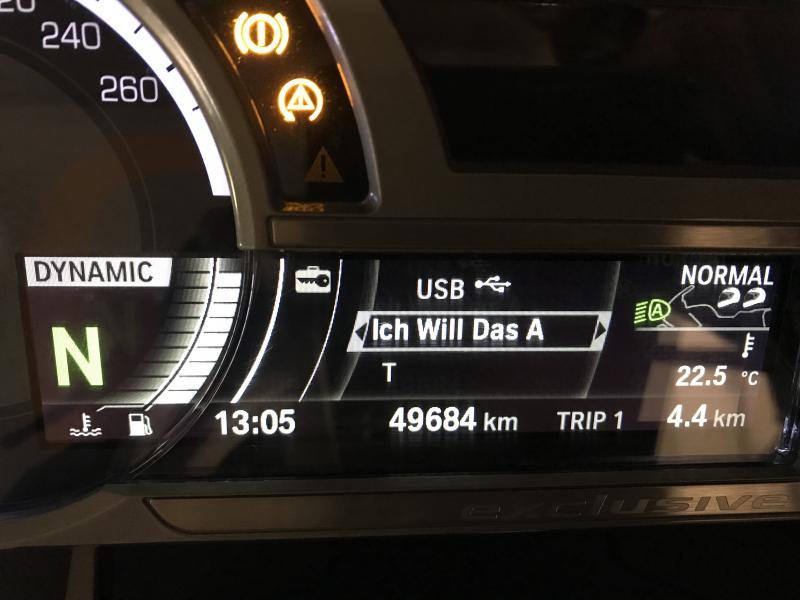 240
260
DYNAMIC
N
USB
Ich Will Das A
T
NORMAL
A
22.5 °C
13:05
49684 km
TRIP 1
4.4 km
exclusive